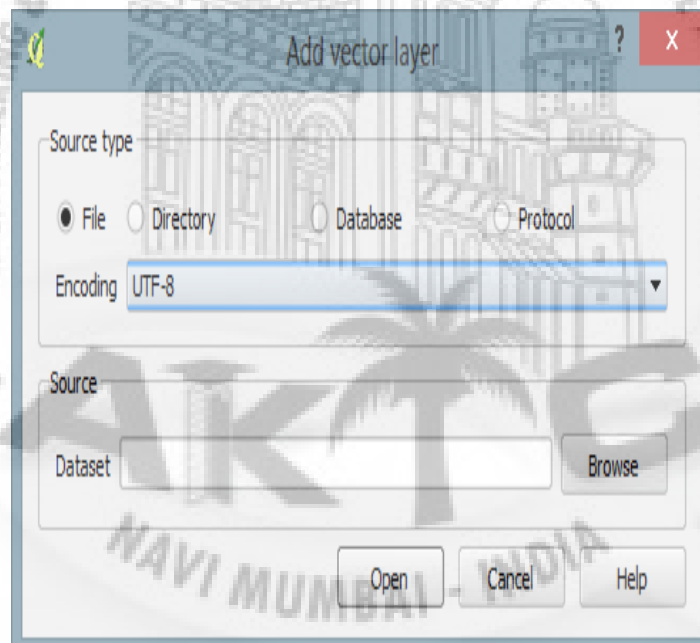 Add vector layer ? X
Source type
File Directory Database Protocol
Encoding UTF-8
Source
Dataset Browse
Open Cancel Help
AKTC
NAVI MUMBAI - INDIA